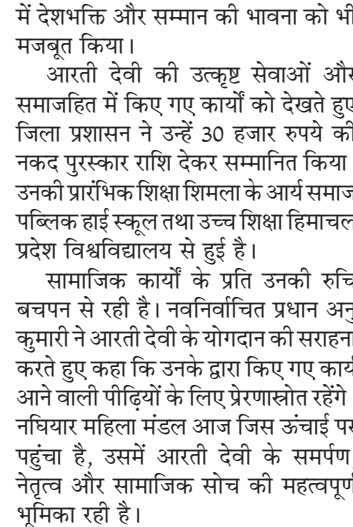 में देशभक्ति और सम्मान की भावना को भी
मजबूत किया।
आरती देवी की उत्कृष्ट सेवाओं और
समाजहित में किए गए कार्यों को देखते हुए
जिला प्रशासन ने उन्हें 30 हजार रुपये की
नकद पुरस्कार राशि देकर सम्मानित किया
उनकी प्रारंभिक शिक्षा शिमला के आर्य समाज
पब्लिक हाई स्कूल तथा उच्च शिक्षा हिमाचल
प्रदेश विश्वविद्यालय से हुई है।
सामाजिक कार्यों के प्रति उनकी रुचि
बचपन से रही है। नवनिर्वाचित प्रधान अनु
कुमारी ने आरती देवी के योगदान की सराहना
करते हुए कहा कि उनके द्वारा किए गए कार्य
आने वाली पीढ़ियों के लिए प्रेरणास्त्रोत रहेंगे
नघियार महिला मंडल आज जिस ऊंचाई पर
पहुंचा है, उसमें आरती देवी के समर्पण
नेतृत्व और सामाजिक सोच की महत्वपूर्ण
भूमिका रही है।